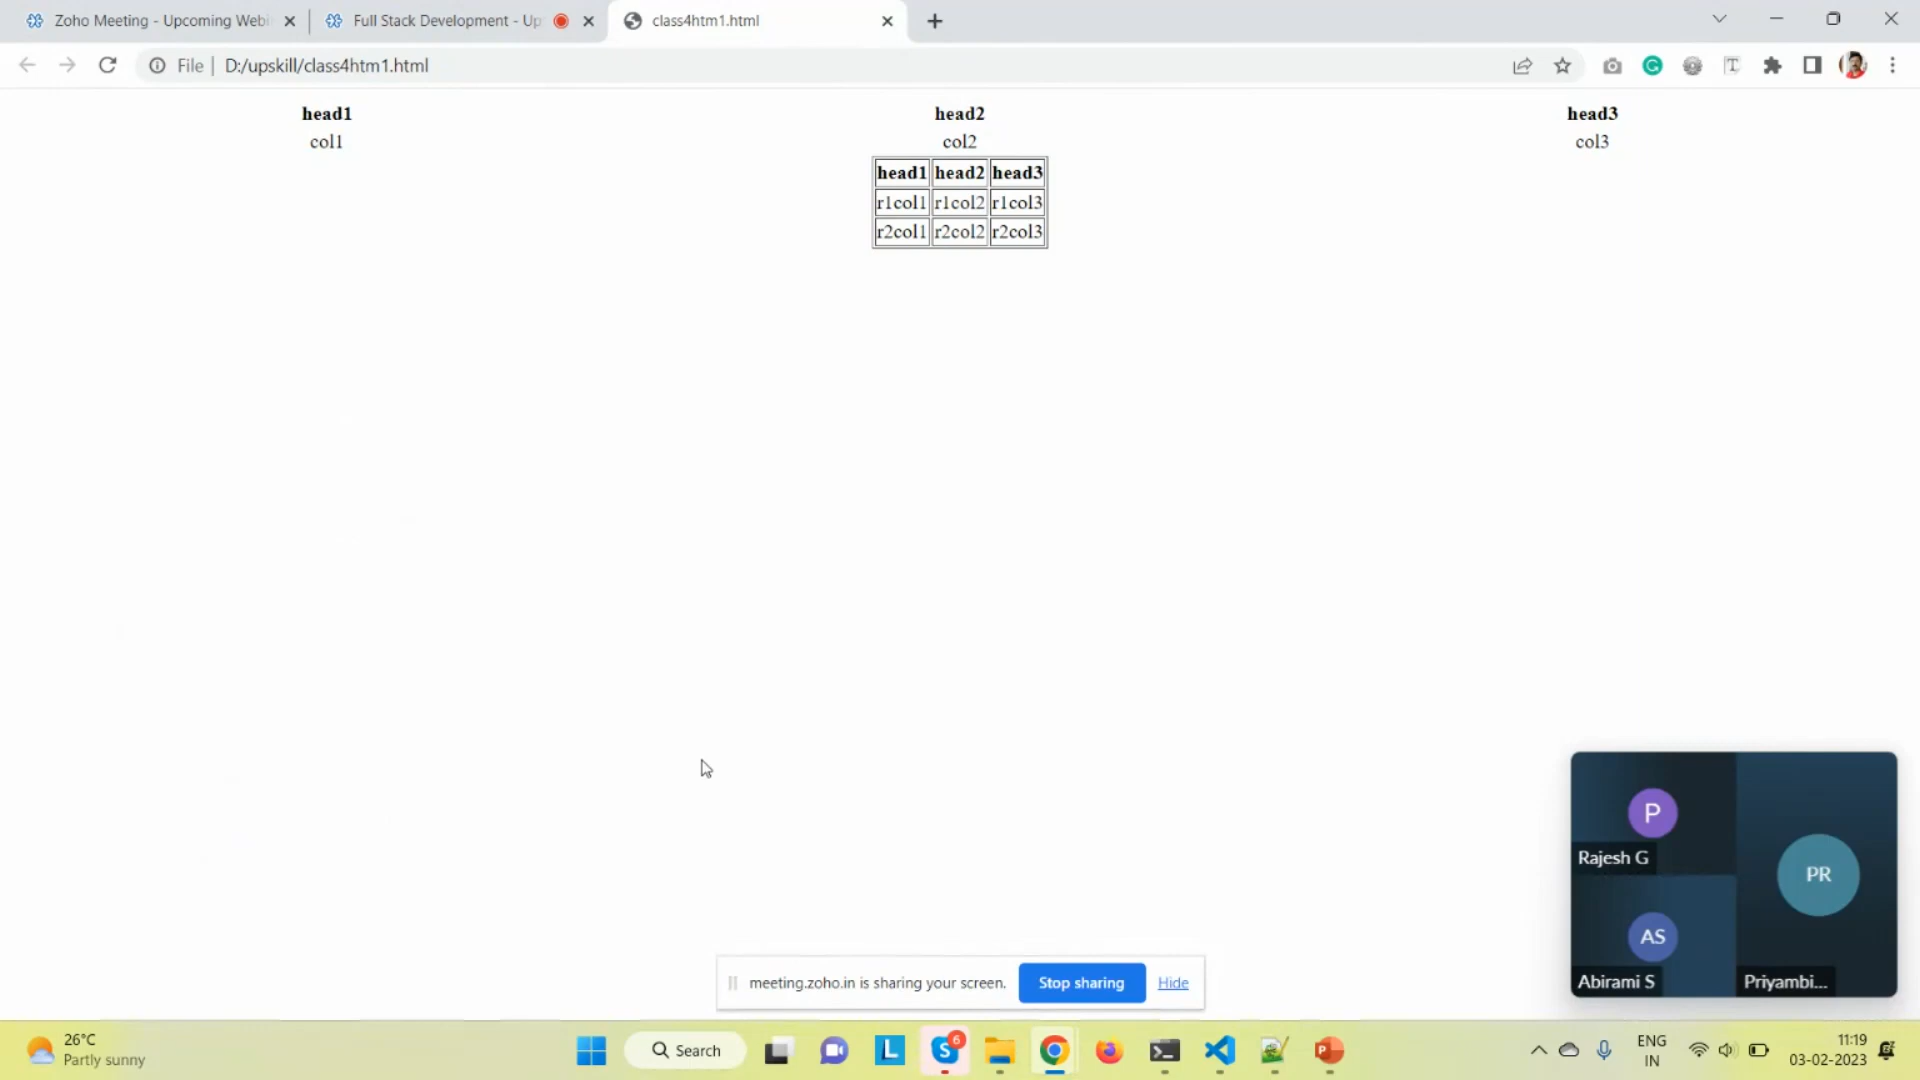 Zoho Meeting - Upcoming Webi
Full Stack Development - Up
class4htm1.html
File | D:/upskill/class4htm1.html
head1 head2 head3
col1 col2 col3
head1 head2 head3
r1col1 r1col2 r1col3
r2col1 r2col2 r2col3
P
Rajesh G
PR
AS
Abirami S
Priyambi...
meeting.zoho.in is sharing your screen. Stop sharing Hide
26°C
Partly sunny
Search
L
S
6
P
ENG
IN
11:19
03-02-2023